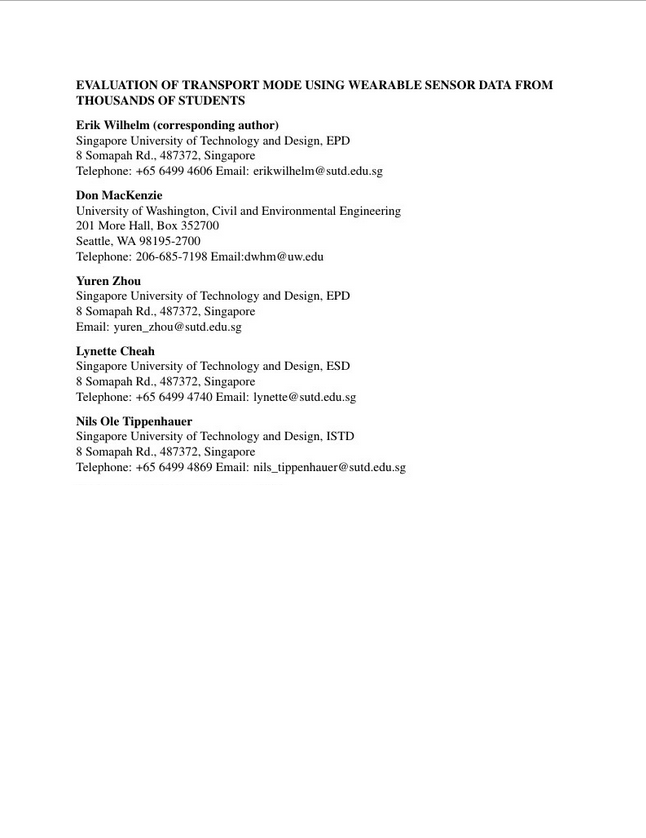 EVALUATION OF TRANSPORT MODE USING WEARABLE SENSOR DATA FROM
THOUSANDS OF STUDENTS
Erik Wilhelm (corresponding author)
Singapore University of Technology and Design, EPD
8 Somapah Rd., 487372, Singapore
Telephone: +65 6499 4606 Email: erikwilhelm@sutd.edu.sg
Don MacKenzie
University of Washington, Civil and Environmental Engineering
201 More Hall, Box 352700
Seattle, WA 98195-2700
Telephone: 206-685-7198 Email:dwhm@uw.edu
Yuren Zhou
Singapore University of Technology and Design, EPD
8 Somapah Rd., 487372, Singapore
Email: yuren_zhou@sutd.edu.sg
Lynette Cheah
Singapore University of Technology and Design, ESD
8 Somapah Rd., 487372, Singapore
Telephone: +65 6499 4740 Email: lynette@sutd.edu.sg
Nils Ole Tippenhauer
Singapore University of Technology and Design, ISTD
8 Somapah Rd., 487372, Singapore
Telephone: +65 6499 4869 Email: nils_tippenhauer@sutd.edu.sg